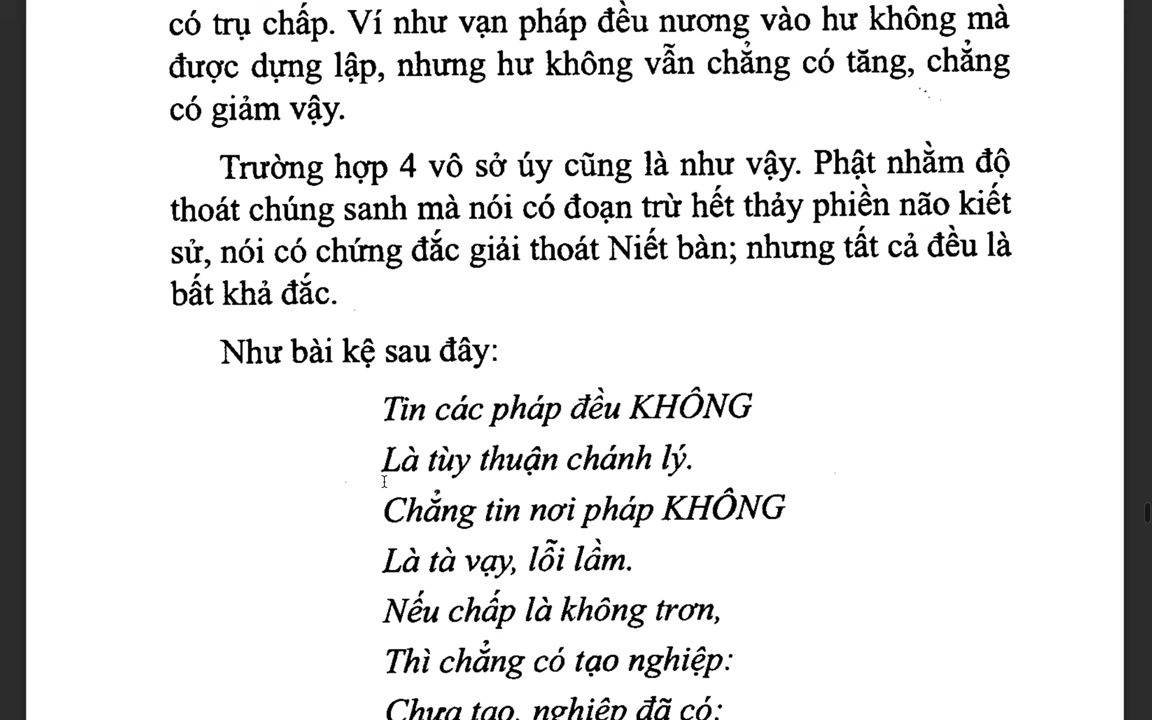 có trụ chấp. Ví như vạn pháp đều nương vào hư không mà
được dựng lập, nhưng hư không vẫn chẳng có tăng, chẳng
có giảm vậy.
Trường hợp 4 vô sở úy cũng là như vậy. Phật nhằm độ
thoát chúng sanh mà nói có đoạn trừ hết thảy phiền não kiết
sử, nói có chứng đắc giải thoát Niết bàn; nhưng tất cả đều là
bất khả đắc.
Như bài kệ sau đây:
Tin các pháp đều KHÔNG
Là tùy thuận chánh lý.
Chẳng tin nơi pháp KHÔNG
Là tà vạy, lỗi lầm.
Nếu chấp là không trơn,
Thì chẳng có tạo nghiệp:
Chưa tạo, nghiệp đã có;